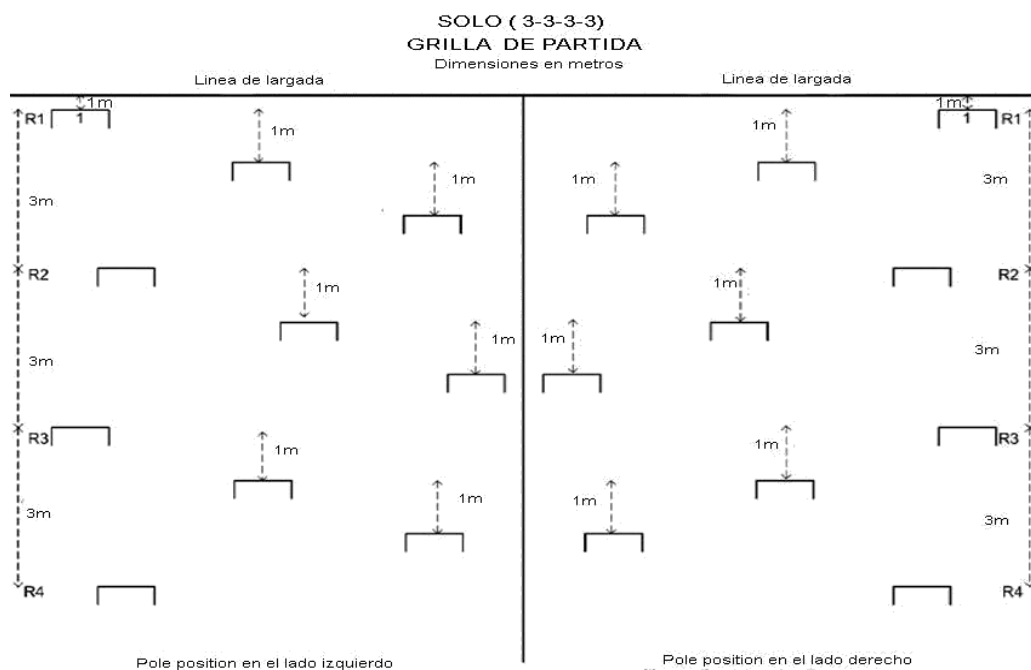 SOLO ( 3-3-3-3)
GRILLA DE PARTIDA
Dimensiones en metros
Linea de largada
Linea de largada
1m
1m
R1
1
1
R1
1m
1m
1m
1m
3m
3m
R2
R2
1m
1m
1m
1m
3m
3m
R3
R3
1m
1m
1m
1m
3m
3m
R4
R4
Pole position en el lado izquierdo
Pole position en el lado derecho